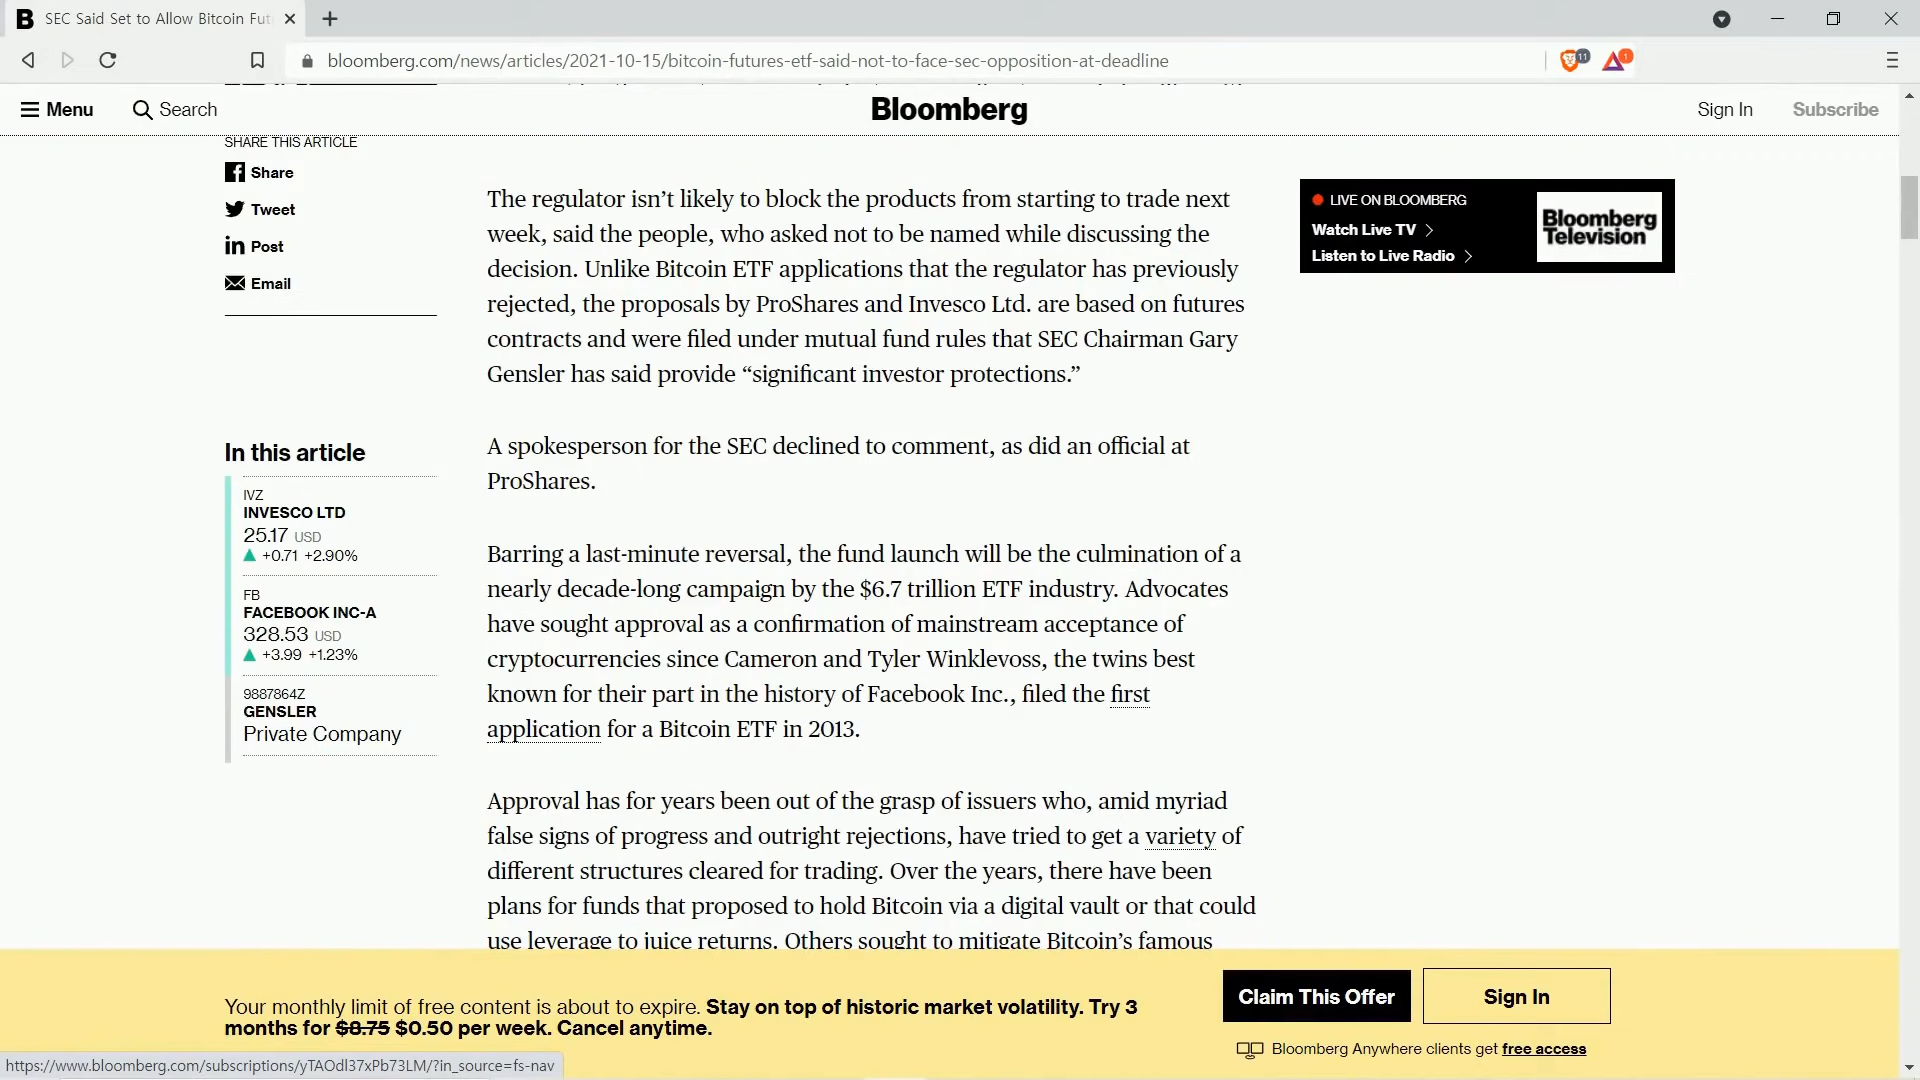 SEC Said Set to Allow Bitcoin Fut
bloomberg.com/news/articles/2021-10-15/bitcoin-futures-etf-said-not-to-face-sec-opposition-at-deadline
11
1
Menu
Search
Bloomberg
Sign In
Subscribe
SHARE THIS ARTICLE
Share
Tweet
Post
Email
In this article
IVZ
INVESCO LTD
25.17 USD
+0.71 +2.90%
FB
FACEBOOK INC-A
328.53 USD
+3.99 +1.23%
9887864Z
GENSLER
Private Company
The regulator isn’t likely to block the products from starting to trade next
week, said the people, who asked not to be named while discussing the
decision. Unlike Bitcoin ETF applications that the regulator has previously
rejected, the proposals by ProShares and Invesco Ltd. are based on futures
contracts and were filed under mutual fund rules that SEC Chairman Gary
Gensler has said provide “significant investor protections.”
A spokesperson for the SEC declined to comment, as did an official at
ProShares.
Barring a last-minute reversal, the fund launch will be the culmination of a
nearly decade-long campaign by the $6.7 trillion ETF industry. Advocates
have sought approval as a confirmation of mainstream acceptance of
cryptocurrencies since Cameron and Tyler Winklevoss, the twins best
known for their part in the history of Facebook Inc., filed the first
application for a Bitcoin ETF in 2013.
Approval has for years been out of the grasp of issuers who, amid myriad
false signs of progress and outright rejections, have tried to get a variety of
different structures cleared for trading. Over the years, there have been
plans for funds that proposed to hold Bitcoin via a digital vault or that could
use leverage to juice returns. Others sought to mitigate Bitcoin’s famous
LIVE ON BLOOMBERG
Watch Live TV
Listen to Live Radio
Bloomberg
Television
Your monthly limit of free content is about to expire. Stay on top of historic market volatility. Try 3
months for $8.75 $0.50 per week. Cancel anytime.
Claim This Offer
Sign In
Bloomberg Anywhere clients get free access
https://www.bloomberg.com/subscriptions/yTAOdl37xPb73LM/?in_source=fs-nav